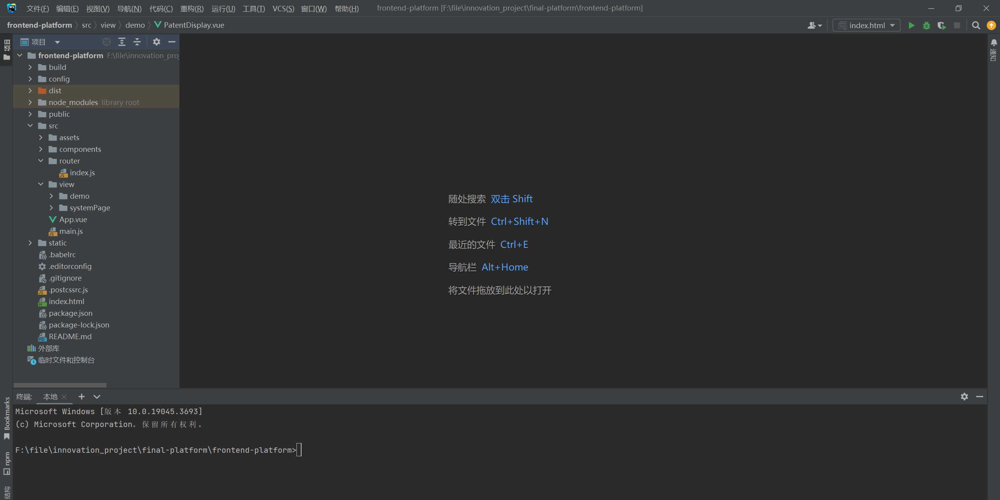 WS 文件(F) 编辑(E) 视图(V) 导航(N) 代码(C) 重构(R) 运行(U) 工具(T) VCS(S) 窗口(W) 帮助(H) frontend-platform [F:\file\innovation_project\final-platform\frontend-platform]
frontend-platform src view demo PatentDisplay.vue index.html
项目
项目
frontend-platform F:\file\innovation_proj
build
config
dist
node_modules library root
public
src
assets
components
router
index.js
view
demo
systemPage
App.vue
main.js
static
.babelrc
.editorconfig
.gitignore
.postcssrc.js
index.html
package.json
package-lock.json
README.md
外部库
临时文件和控制台
随处搜索 双击 Shift
转到文件 Ctrl+Shift+N
最近的文件 Ctrl+E
导航栏 Alt+Home
将文件拖放到此处以打开
通知
Bookmarks
npm
结构
终端: 本地
Microsoft Windows [版本 10.0.19045.3693]
(c) Microsoft Corporation。保留所有权利。
F:\file\innovation_project\final-platform\frontend-platform>